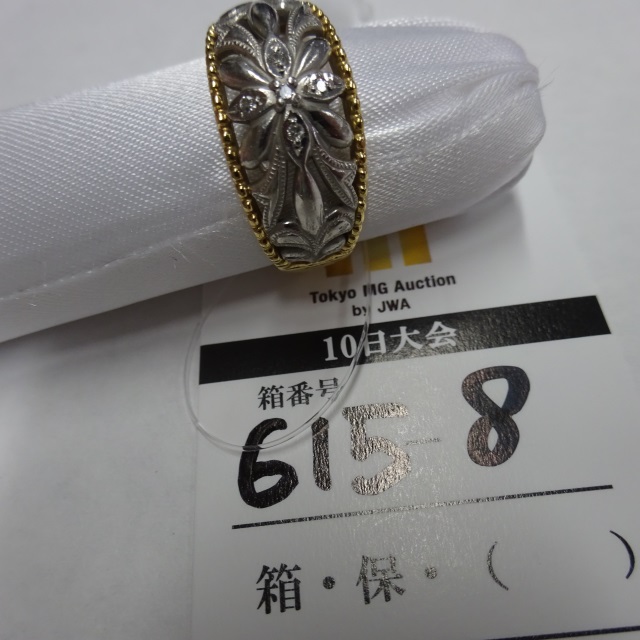 Tokyo MG Auction
by JWA
10日大会
箱番号
615-8
箱・保・（　　　）